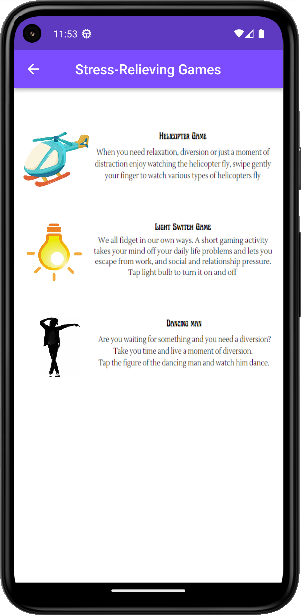 11:53
Stress-Relieving Games
Helicopter Game
When you need relaxation, diversion or just a moment of
distraction enjoy watching the helicopter fly, swipe gently
your finger to watch various types of helicopters fly
Light Switch Game
We all fidget in our own ways. A short gaming activity
takes your mind off your daily life problems and lets you
escape from work, and social and relationship pressure.
Tap light bulb to turn it on and off
Dancing man
Are you waiting for something and you need a diversion?
Take you time and live a moment of diversion.
Tap the figure of the dancing man and watch him dance.